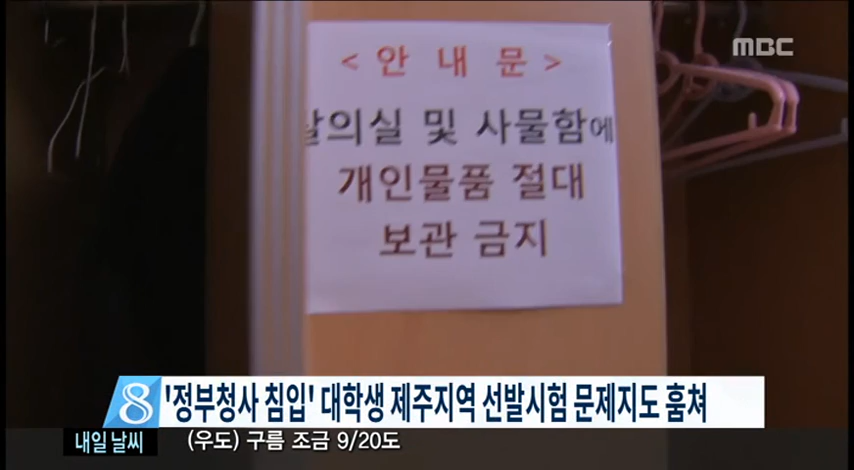 MBC
< 안 내 문 >
탈의실 및 사물함에
개인물품 절대
보관 금지
8 '정부청사 침입' 대학생 제주지역 선발시험 문제지도 훔쳐
내일 날씨 (우도) 구름 조금 9/20도